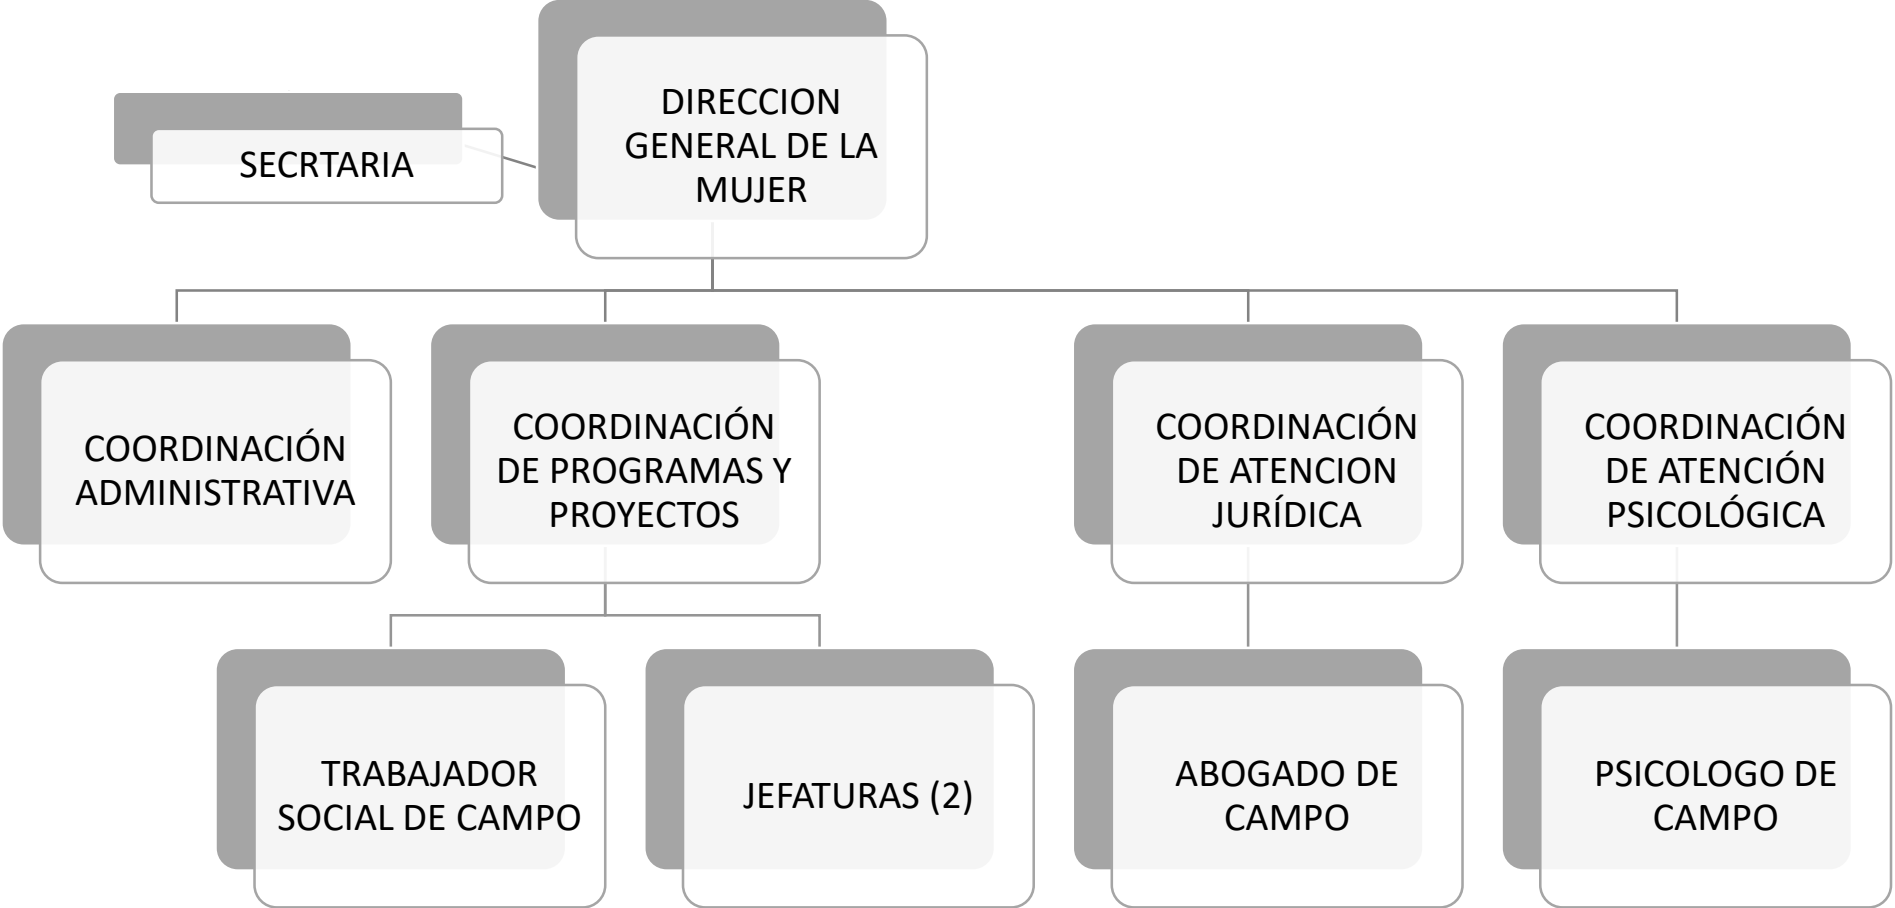 DIRECCION
GENERAL DE LA
MUJER
SECRTARIA
COORDINACIÓN
ADMINISTRATIVA
COORDINACIÓN
DE PROGRAMAS Y
PROYECTOS
COORDINACIÓN
DE ATENCION
JURÍDICA
COORDINACIÓN
DE ATENCIÓN
PSICOLÓGICA
TRABAJADOR
SOCIAL DE CAMPO
JEFATURAS (2)
ABOGADO DE
CAMPO
PSICOLOGO DE
CAMPO